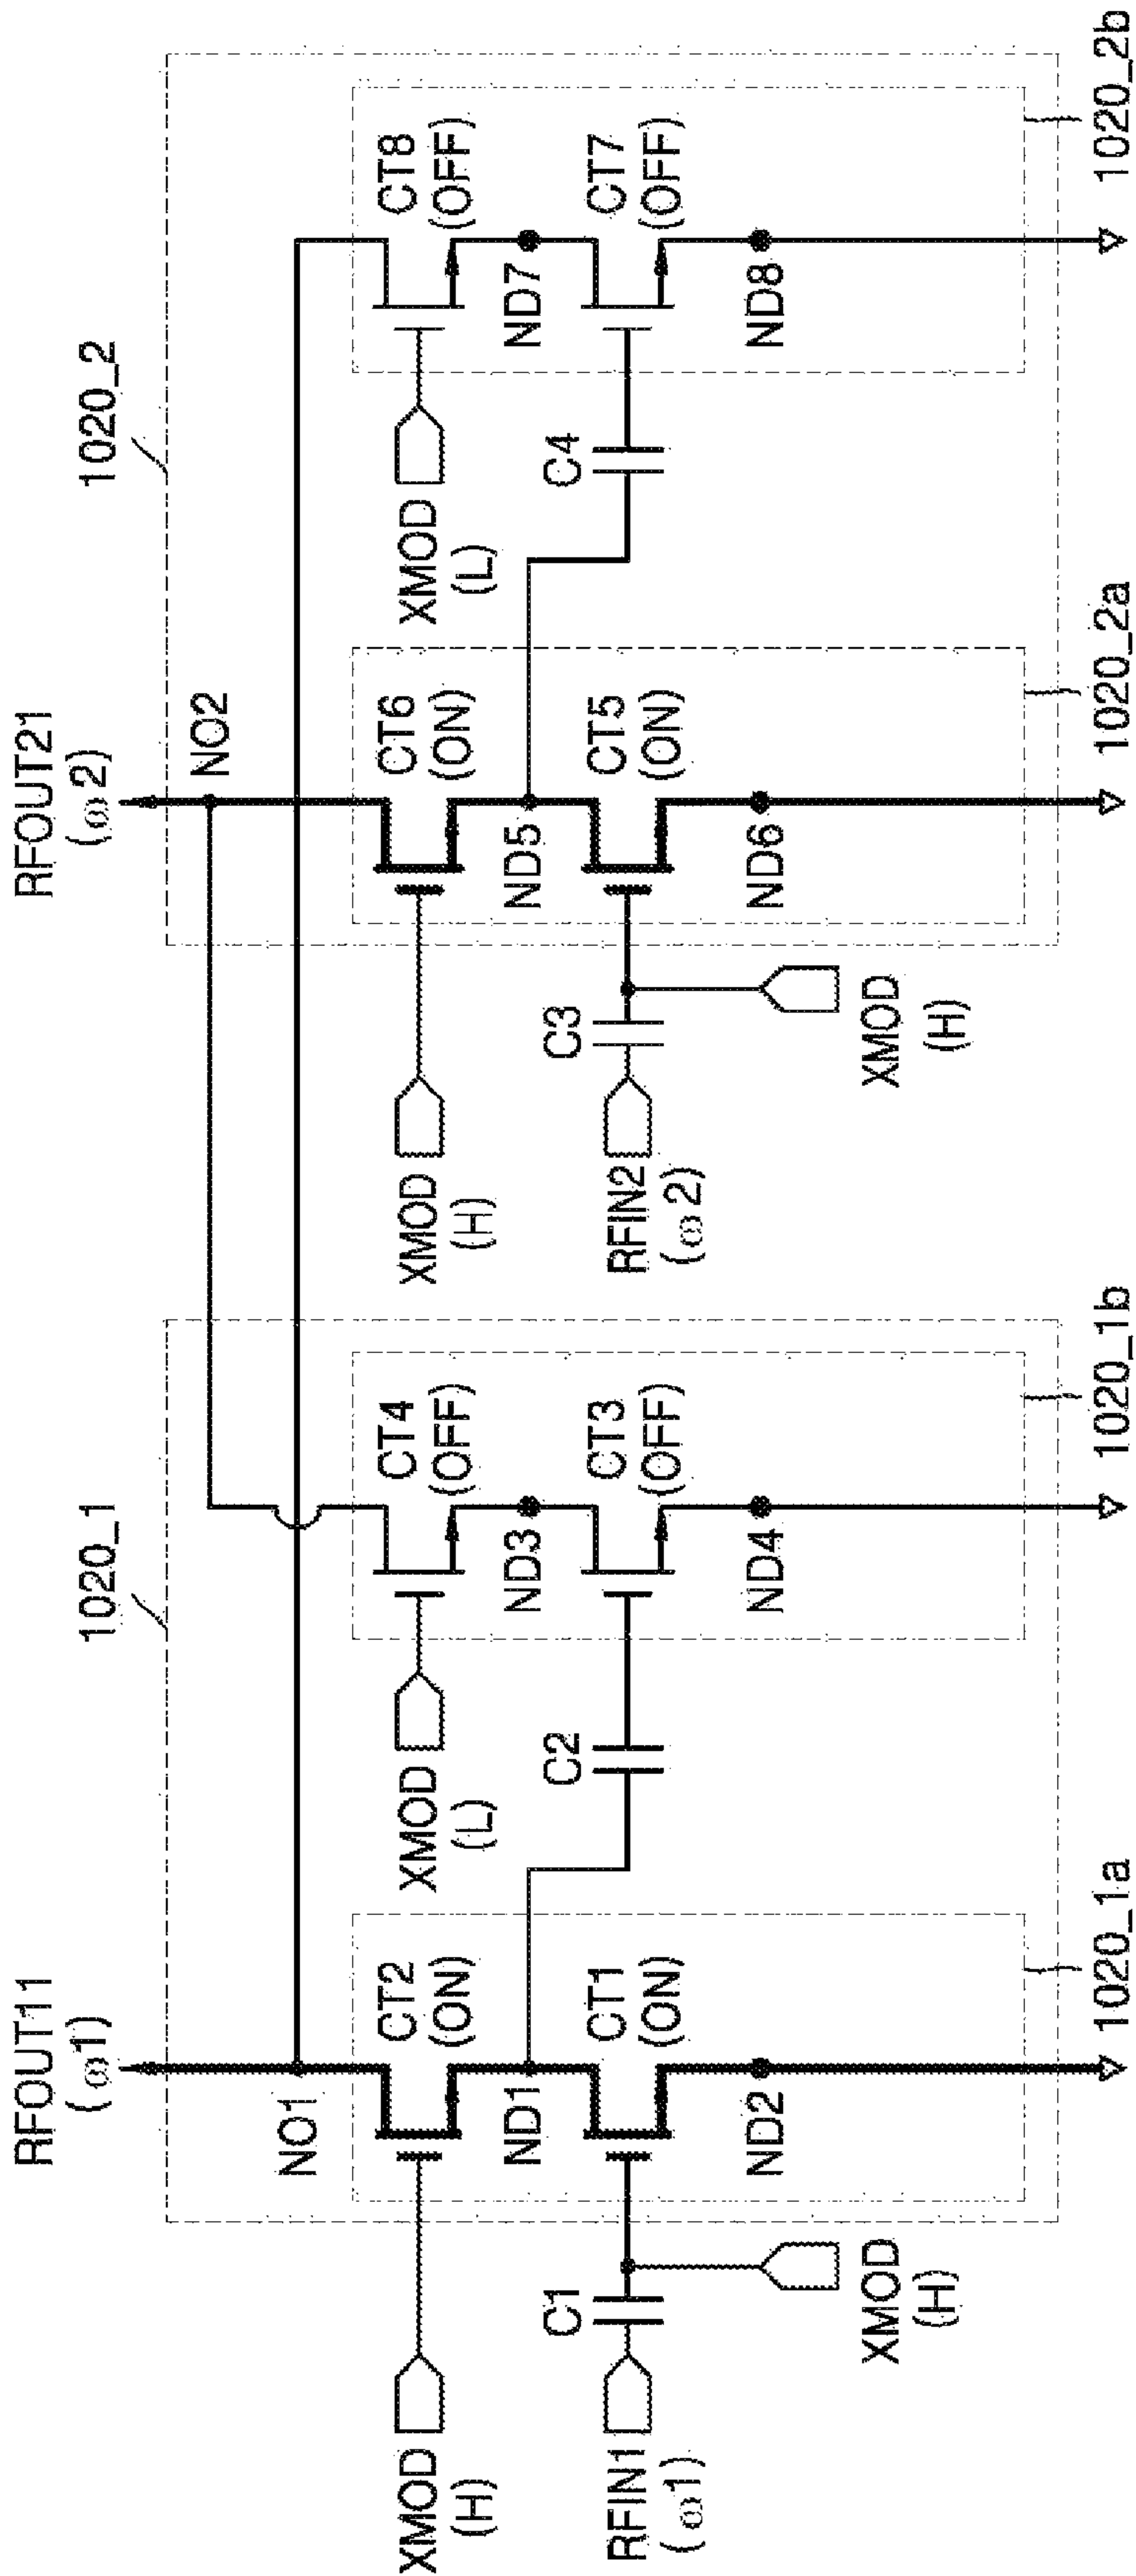 RFOUT11
(ω1)
RFOUT21
(ω2)
1020_1
1020_2
NO1
NO2
XMOD
(H)
CT2
(ON)
XMOD
(L)
CT4
(OFF)
XMOD
(H)
CT6
(ON)
XMOD
(L)
CT8
(OFF)
ND1
ND3
ND5
ND7
RFIN1
(ω1)
C1
CT1
(ON)
C2
CT3
(OFF)
RFIN2
(ω2)
C3
CT5
(ON)
C4
CT7
(OFF)
XMOD
(H)
ND2
ND4
XMOD
(H)
ND6
ND8
1020_1a
1020_1b
1020_2a
1020_2b